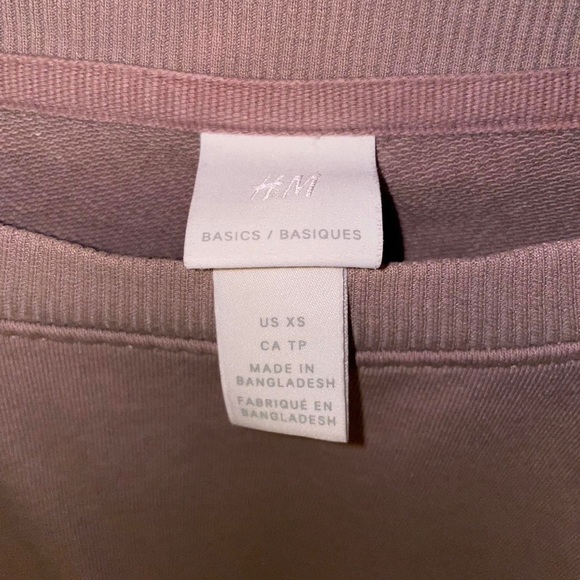 H&M
BASICS / BASIQUES
US XS
CA TP
MADE IN
BANGLADESH
FABRIQUÉ EN
BANGLADESH